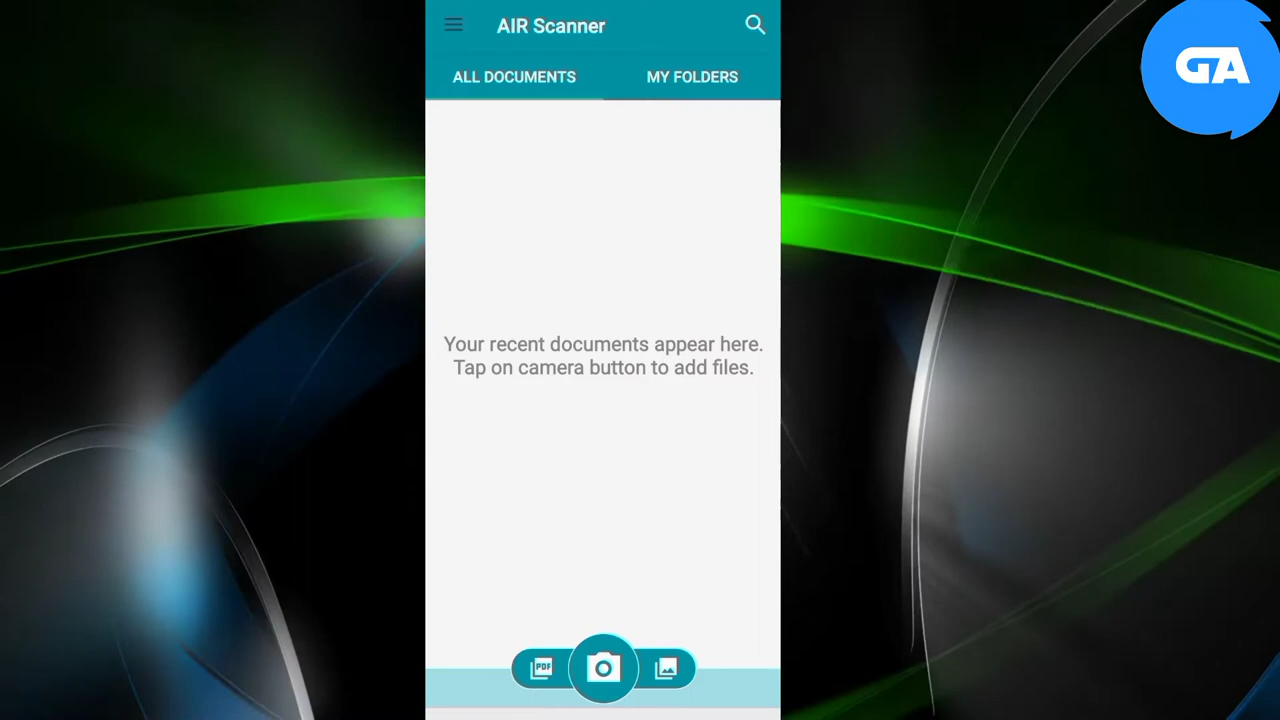 AIR Scanner
GA
ALL DOCUMENTS
MY FOLDERS
Your recent documents appear here.
Tap on camera button to add files.
PDF